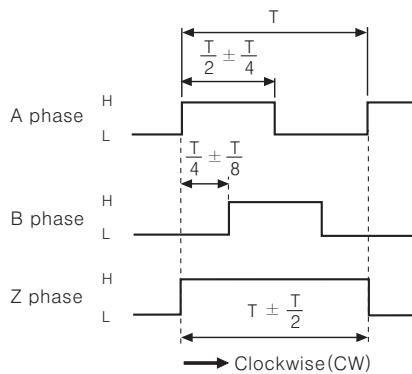 T
T/2 ± T/4
A phase H
L
T/4 ± T/8
B phase H
L
Z phase H
L
T ± T/2
Clockwise(CW)